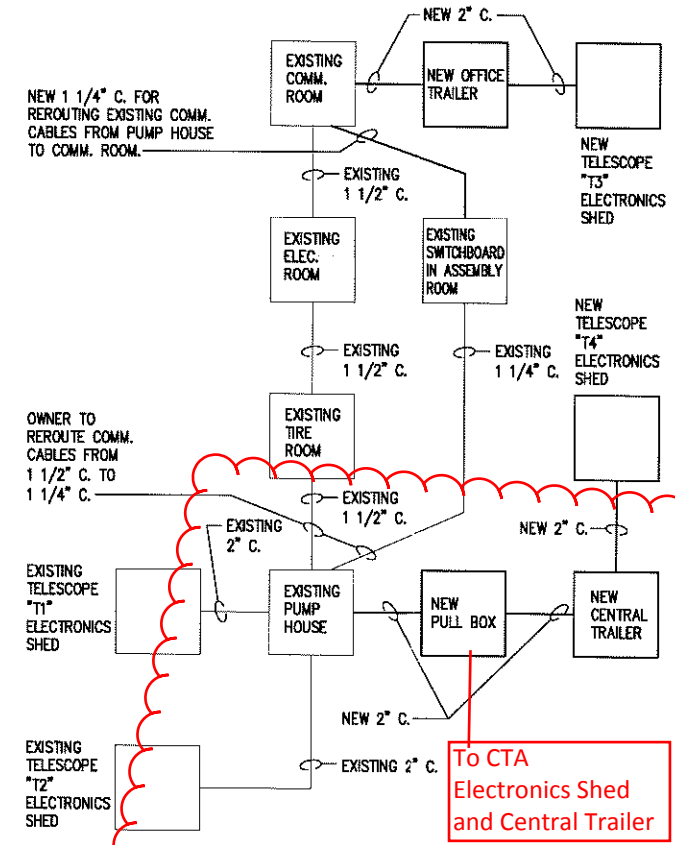 NEW 2" C.
EXISTING
COMM.
ROOM
NEW OFFICE
TRAILER
NEW 1 1/4" C. FOR
REROUTING EXISTING COMM.
CABLES FROM PUMP HOUSE
TO COMM. ROOM.
NEW
TELESCOPE
"T3"
ELECTRONICS
SHED
EXISTING
1 1/2" C.
EXISTING
ELEC.
ROOM
EXISTING
SWITCHBOARD
IN ASSEMBLY
ROOM
NEW
TELESCOPE
"T4"
ELECTRONICS
SHED
EXISTING
1 1/2" C.
EXISTING
1 1/4" C.
EXISTING
TIRE
ROOM
OWNER TO
REROUTE COMM.
CABLES FROM
1 1/2" C. TO
1 1/4" C.
EXISTING
1 1/2" C.
EXISTING
2" C.
NEW 2" C.
EXISTING
TELESCOPE
"T1"
ELECTRONICS
SHED
EXISTING
PUMP
HOUSE
NEW
PULL BOX
NEW
CENTRAL
TRAILER
NEW 2" C.
EXISTING
TELESCOPE
"T2"
ELECTRONICS
SHED
EXISTING 2" C.
To CTA
Electronics Shed
and Central Trailer